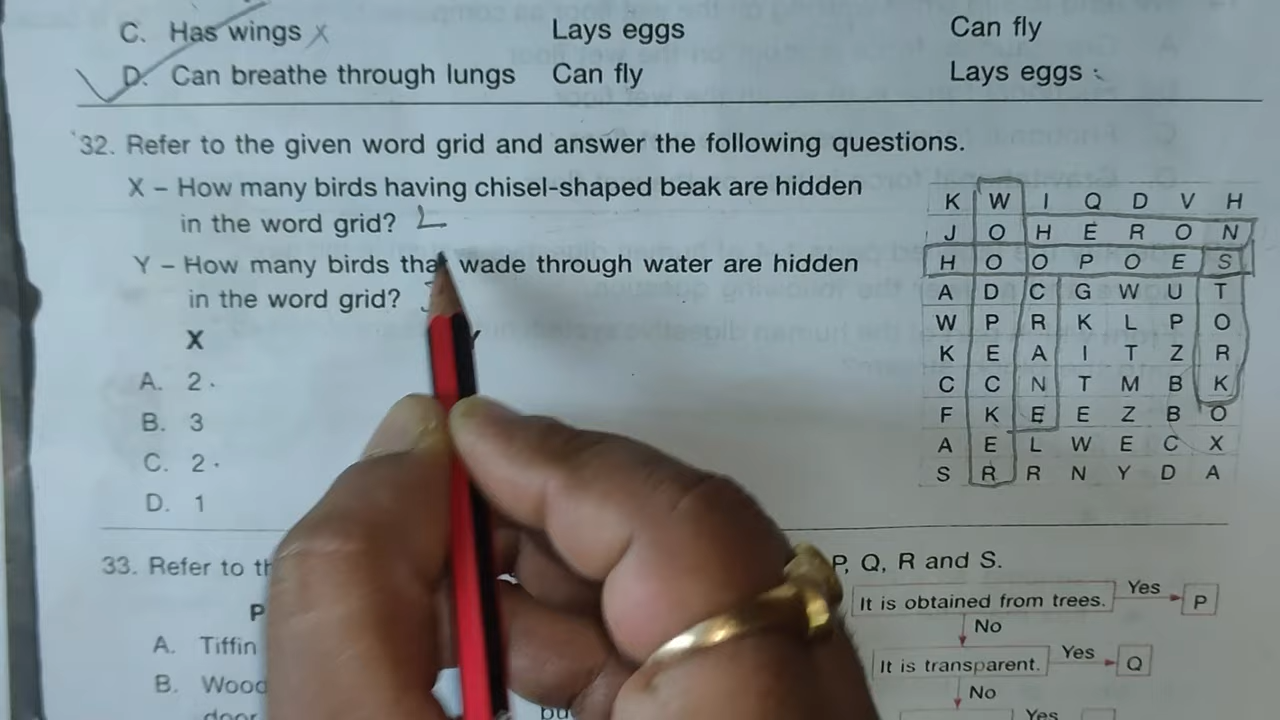 C. Has wings x Lays eggs Can fly
D. Can breathe through lungs Can fly Lays eggs
32. Refer to the given word grid and answer the following questions.
X – How many birds having chisel-shaped beak are hidden
in the word grid? 2
Y – How many birds that wade through water are hidden
in the word grid?
X
A. 2
B. 3
C. 2
D. 1
K W I Q D V H
J O H E R O N
H O O P O E S
A D C G W U T
W P R K L P O
K E A I T Z R
C C N T M B K
F K E E Z B O
A E L W E C X
S R R N Y D A
33. Refer to P, Q, R and S.
P
A. Tiffin
B. Wood
It is obtained from trees. Yes P
No
It is transparent. Yes Q
No
Yes